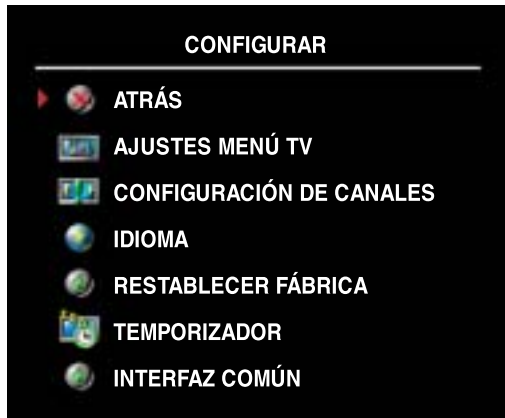 CONFIGURAR
ATRÁS
AJUSTES MENÚ TV
CONFIGURACIÓN DE CANALES
IDIOMA
RESTABLECER FÁBRICA
TEMPORIZADOR
INTERFAZ COMÚN